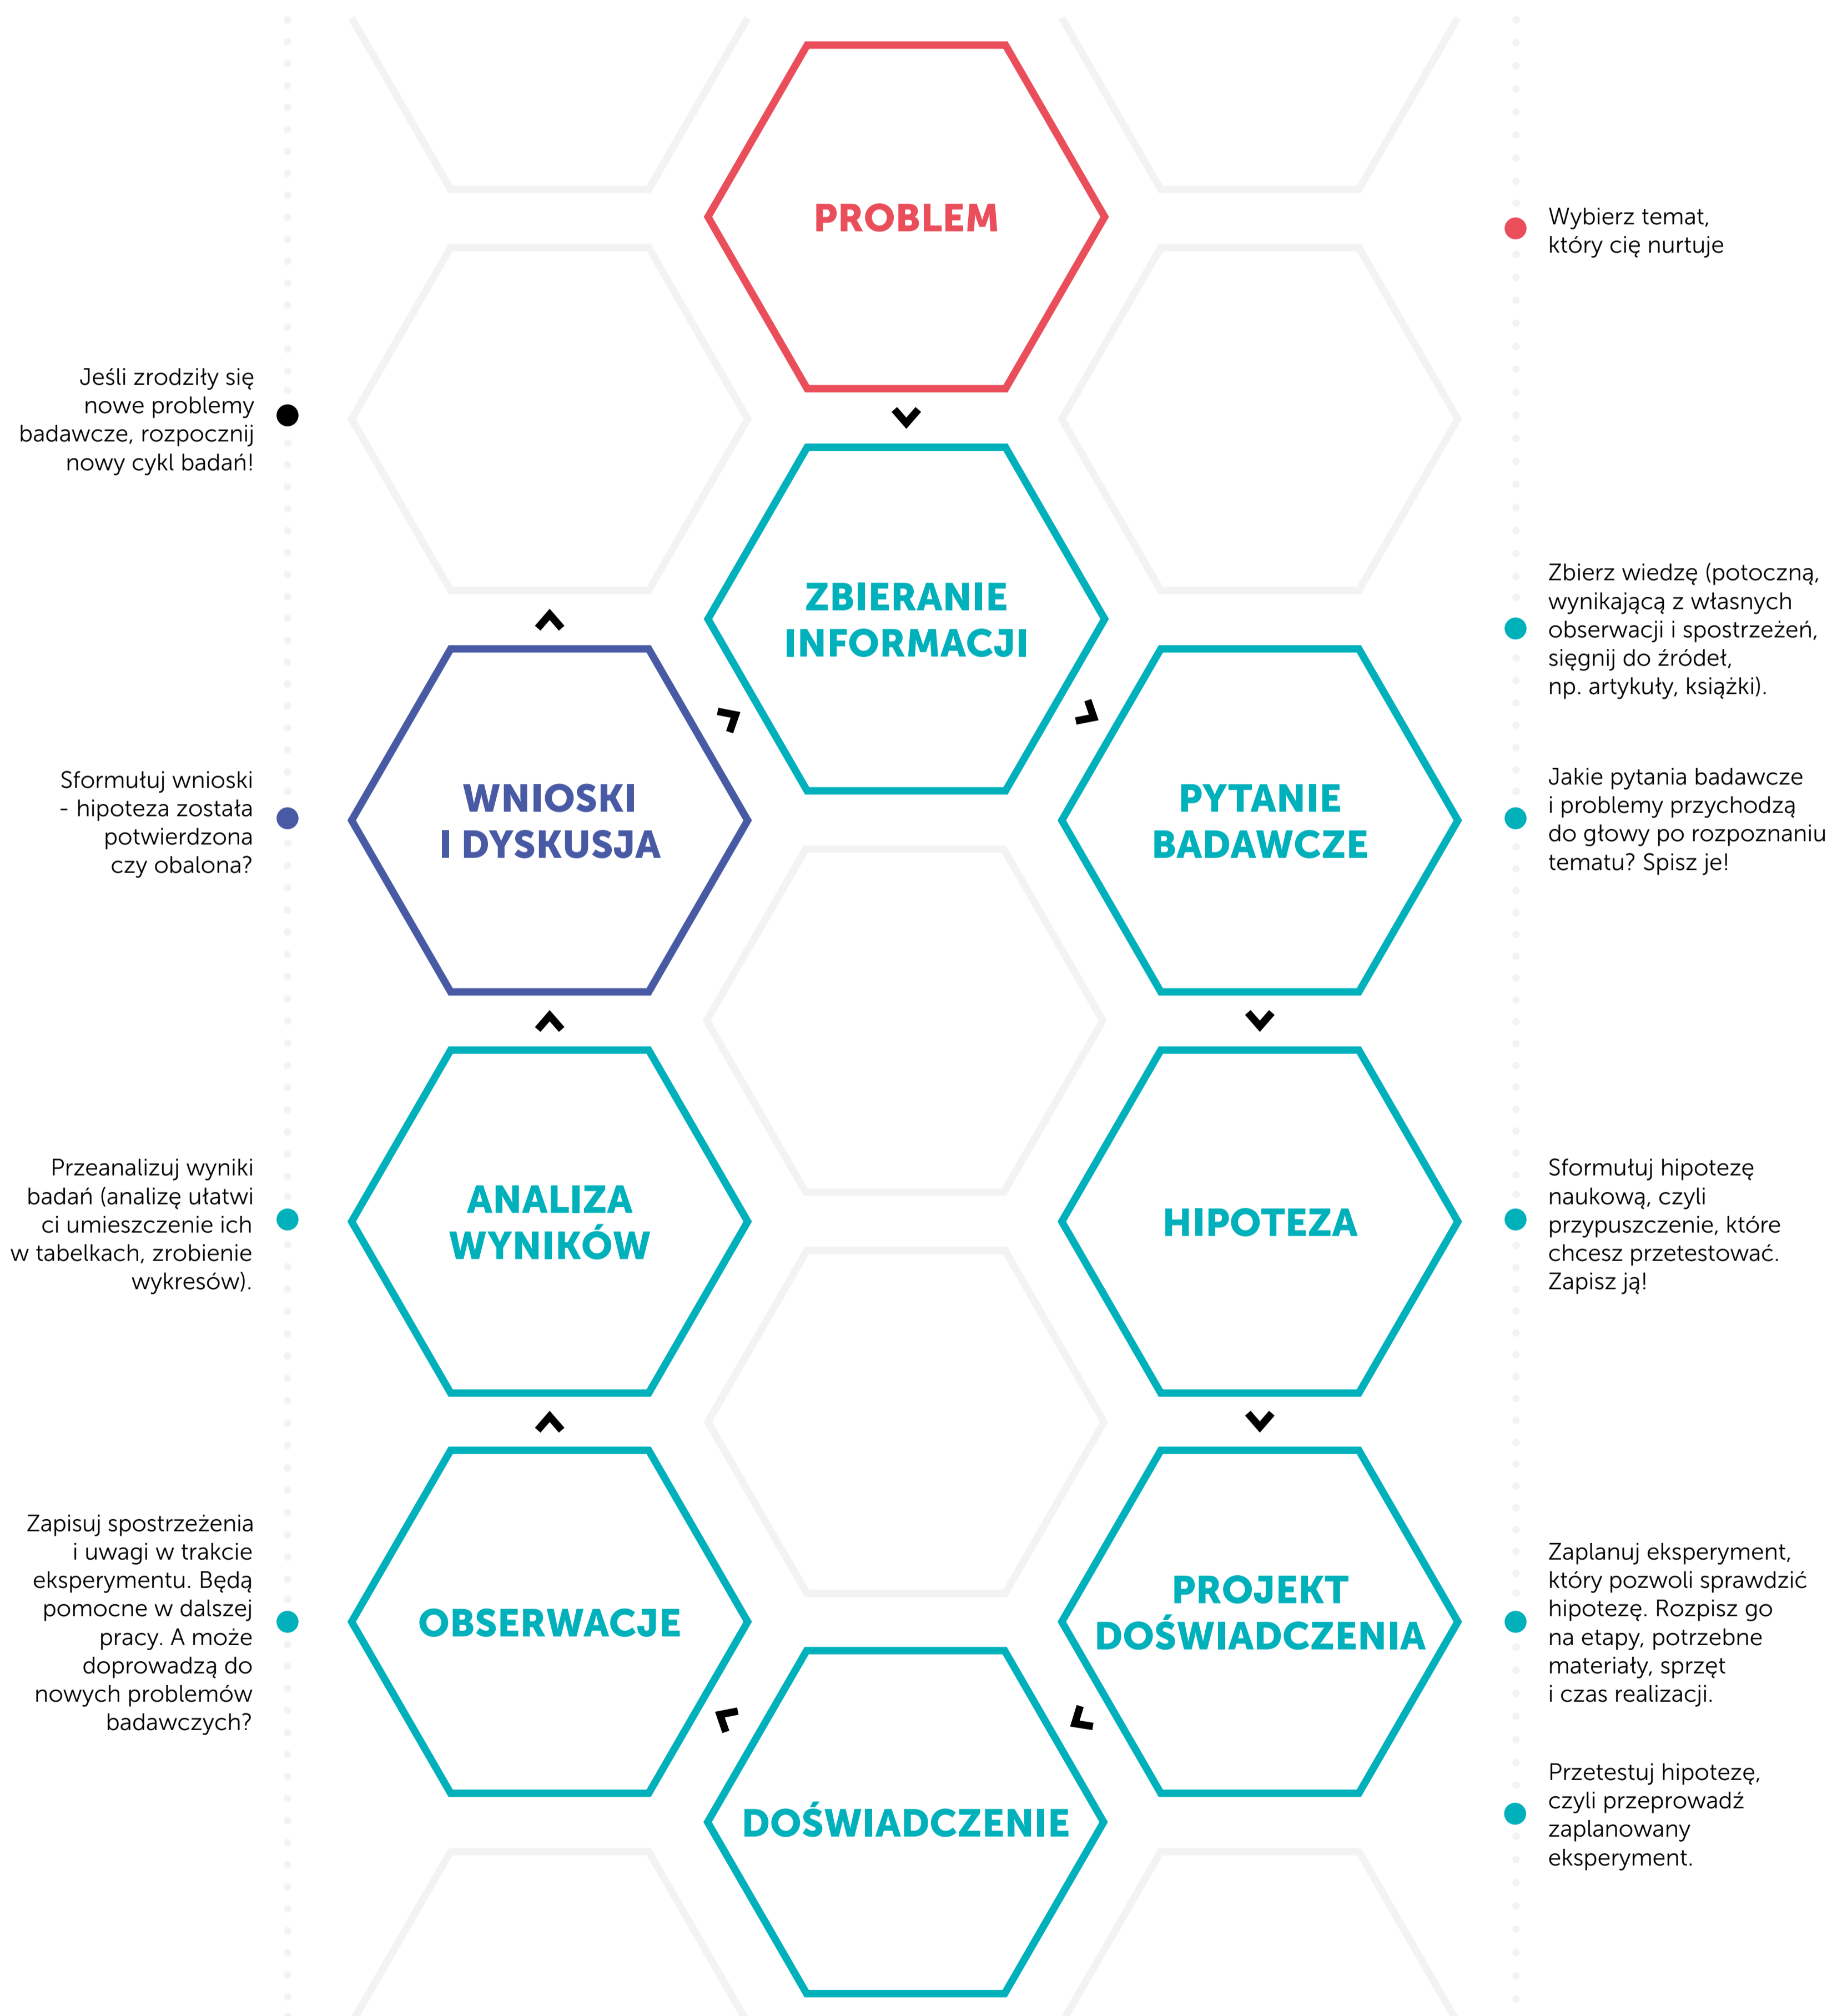 PROBLEM
Wybierz temat,
który cię nurtuje
Jeśli zrodziły się
nowe problemy
badawcze, rozpocznij
nowy cykl badań!
ZBIERANIE
INFORMACJI
Zbierz wiedzę (potoczną,
wynikającą z własnych
obserwacji i spostrzeżeń,
sięgnij do źródeł,
np. artykuły, książki).
Sformułuj wnioski
- hipoteza została
potwierdzona
czy obalona?
WNIOSKI
I DYSKUSJA
PYTANIE
BADAWCZE
Jakie pytania badawcze
i problemy przychodzą
do głowy po rozpoznaniu
tematu? Spisz je!
Przeanalizuj wyniki
badań (analizę ułatwi
ci umieszczenie ich
w tabelkach, zrobienie
wykresów).
ANALIZA
WYNIKÓW
HIPOTEZA
Sformułuj hipotezę
naukową, czyli
przypuszczenie, które
chcesz przetestować.
Zapisz ją!
Zapisuj spostrzeżenia
i uwagi w trakcie
eksperymentu. Będą
pomocne w dalszej
pracy. A może
doprowadzą do
nowych problemów
badawczych?
OBSERWACJE
PROJEKT
DOŚWIADCZENIA
Zaplanuj eksperyment,
który pozwoli sprawdzić
hipotezę. Rozpisz go
na etapy, potrzebne
materiały, sprzęt
i czas realizacji.
DOŚWIADCZENIE
Przetestuj hipotezę,
czyli przeprowadź
zaplanowany
eksperyment.